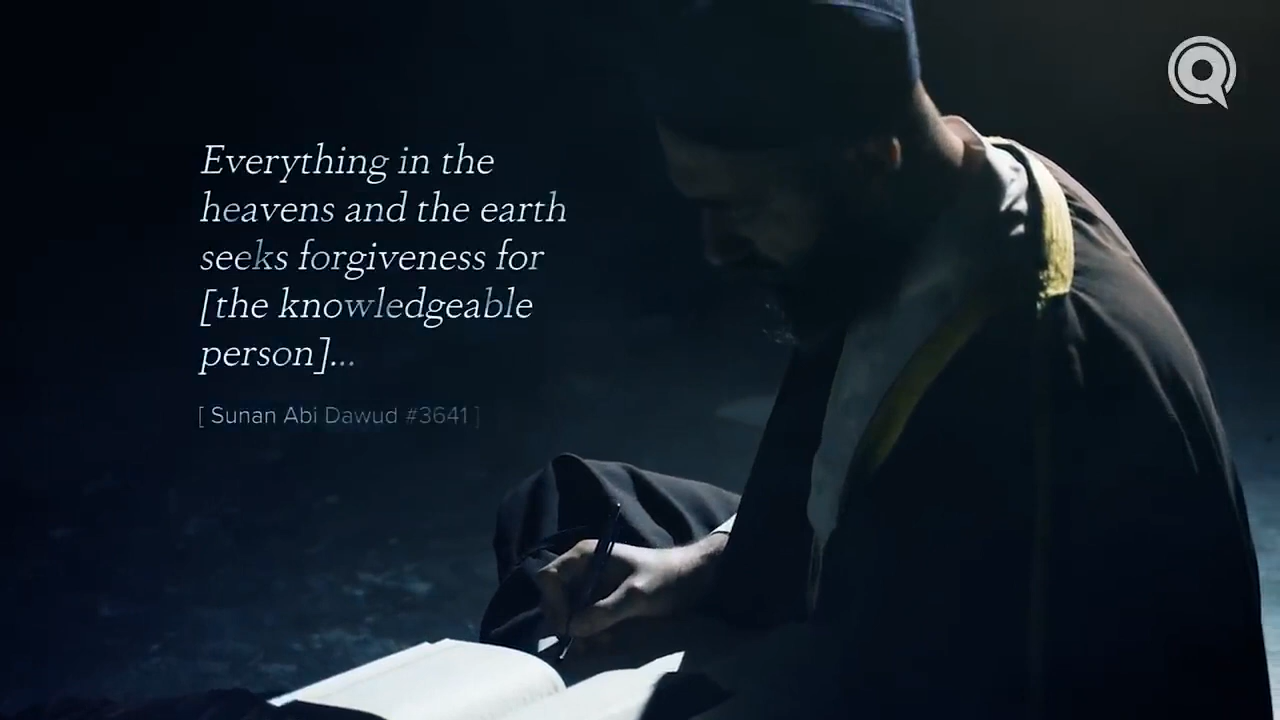 Everything in the
heavens and the earth
seeks forgiveness for
[the knowledgeable
person]...
[ Sunan Abi Dawud #3641 ]